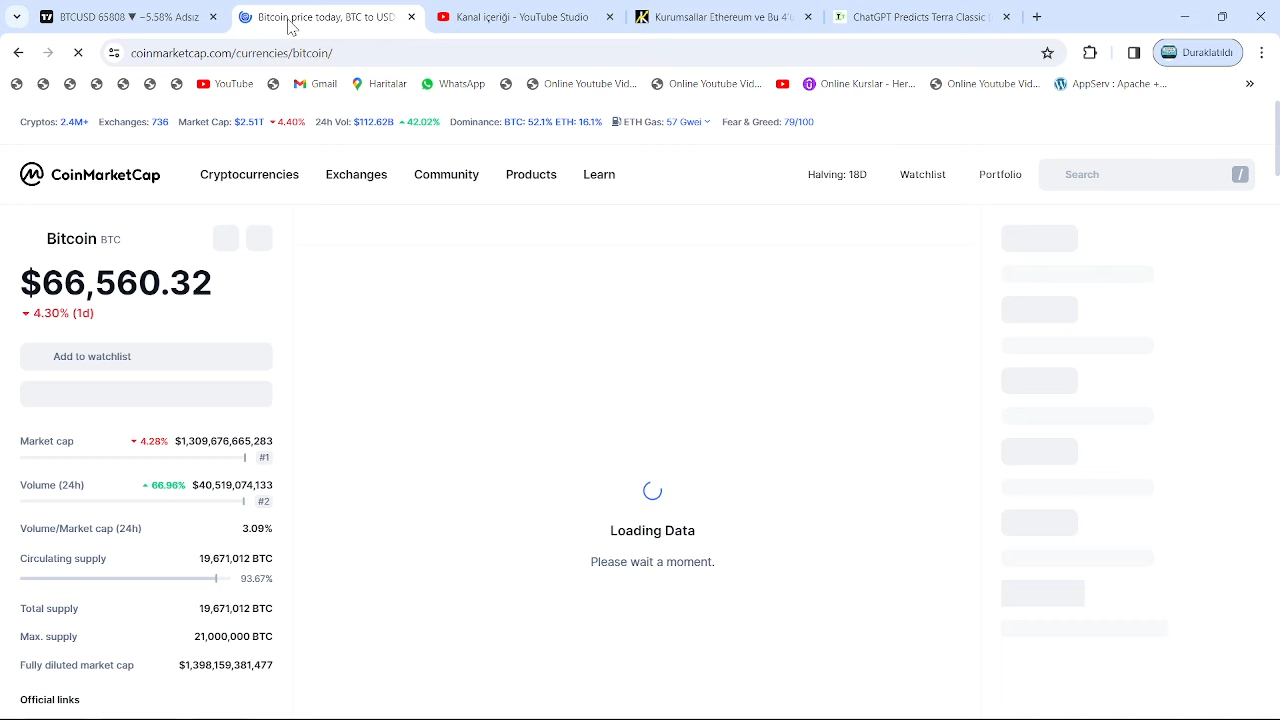 BTCUSD 65808 ▼ −5.58% Adsız
Bitcoin price today, BTC to USD
Kanal içeriği - YouTube Studio
Kurumsallar Ethereum ve Bu 4'ü
ChatGPT Predicts Terra Classic (
coinmarketcap.com/currencies/bitcoin/
Duraklatıldı
YouTube
Gmail
Haritalar
WhatsApp
Online Youtube Vid...
Online Youtube Vid...
Online Kurslar - Her...
Online Youtube Vid...
AppServ : Apache +...
Cryptos: 2.4M+ Exchanges: 736 Market Cap: $2.51T 4.40% 24h Vol: $112.62B 42.02% Dominance: BTC: 52.1% ETH: 16.1% ETH Gas: 57 Gwei Fear & Greed: 79/100
CoinMarketCap
Cryptocurrencies
Exchanges
Community
Products
Learn
Halving: 18D
Watchlist
Portfolio
Search
/
Bitcoin BTC
$66,560.32
4.30% (1d)
Add to watchlist
Market cap 4.28% $1,309,676,665,283
#1
Volume (24h) 66.96% $40,519,074,133
#2
Volume/Market cap (24h) 3.09%
Circulating supply 19,671,012 BTC
93.67%
Total supply 19,671,012 BTC
Max. supply 21,000,000 BTC
Fully diluted market cap $1,398,159,381,477
Official links
Loading Data
Please wait a moment.